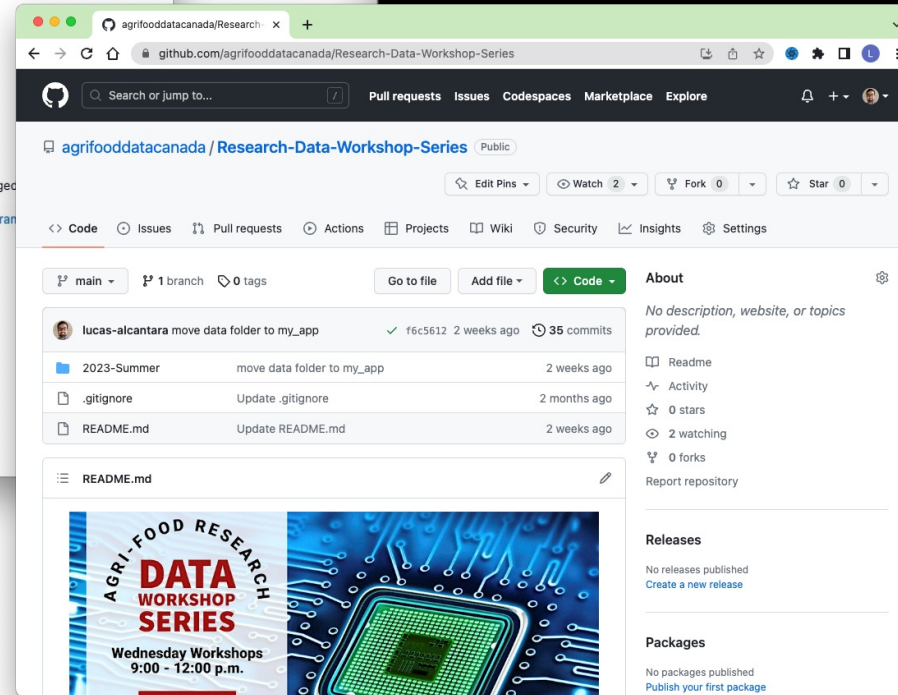 agrifooddatacanada/Research-
github.com/agrifooddatacanada/Research-Data-Workshop-Series
L
Search or jump to...
/
Pull requests Issues Codespaces Marketplace Explore
agrifooddatacanada / Research-Data-Workshop-Series Public
Edit Pins Watch 2 Fork 0 Star 0
<> Code Issues Pull requests Actions Projects Wiki Security Insights Settings
main 1 branch 0 tags Go to file Add file <> Code
lucas-alcantara move data folder to my_app f6c5612 2 weeks ago 35 commits
2023-Summer move data folder to my_app 2 weeks ago
.gitignore Update .gitignore 2 months ago
README.md Update README.md 2 weeks ago
README.md
AGRI-FOOD RESEARCH
DATA
WORKSHOP
SERIES
Wednesday Workshops
9:00 - 12:00 p.m.
About
No description, website, or topics
provided.
Readme
Activity
0 stars
2 watching
0 forks
Report repository
Releases
No releases published
Create a new release
Packages
No packages published
Publish your first package